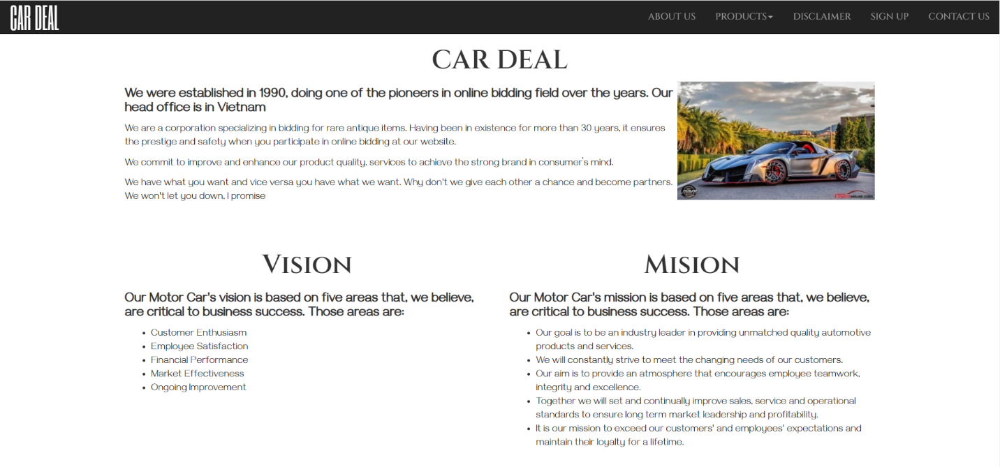 CAR DEAL
ABOUT US PRODUCTS DISCLAIMER SIGN UP CONTACT US
CAR DEAL
We were established in 1990, doing one of the pioneers in online bidding field over the years. Our
head office is in Vietnam
We are a corporation specializing in bidding for rare antique items. Having been in existence for more than 30 years, it ensures
the prestige and safety when you participate in online bidding at our website.
We commit to improve and enhance our product quality, services to achieve the strong brand in consumer's mind.
We have what you want and vice versa you have what we want. Why don't we give each other a chance and become partners.
We won't let you down, I promise
VISION
Our Motor Car's vision is based on five areas that, we believe,
are critical to business success. Those areas are:
• Customer Enthusiasm
• Employee Satisfaction
• Financial Performance
• Market Effectiveness
• Ongoing Improvement
MISION
Our Motor Car's mission is based on five areas that, we believe,
are critical to business success. Those areas are:
• Our goal is to be an industry leader in providing unmatched quality automotive
products and services.
• We will constantly strive to meet the changing needs of our customers.
• Our aim is to provide an atmosphere that encourages employee teamwork,
integrity and excellence.
• Together we will set and continually improve sales, service and operational
standards to ensure long term market leadership and profitability.
• It is our mission to exceed our customers' and employees' expectations and
maintain their loyalty for a lifetime.